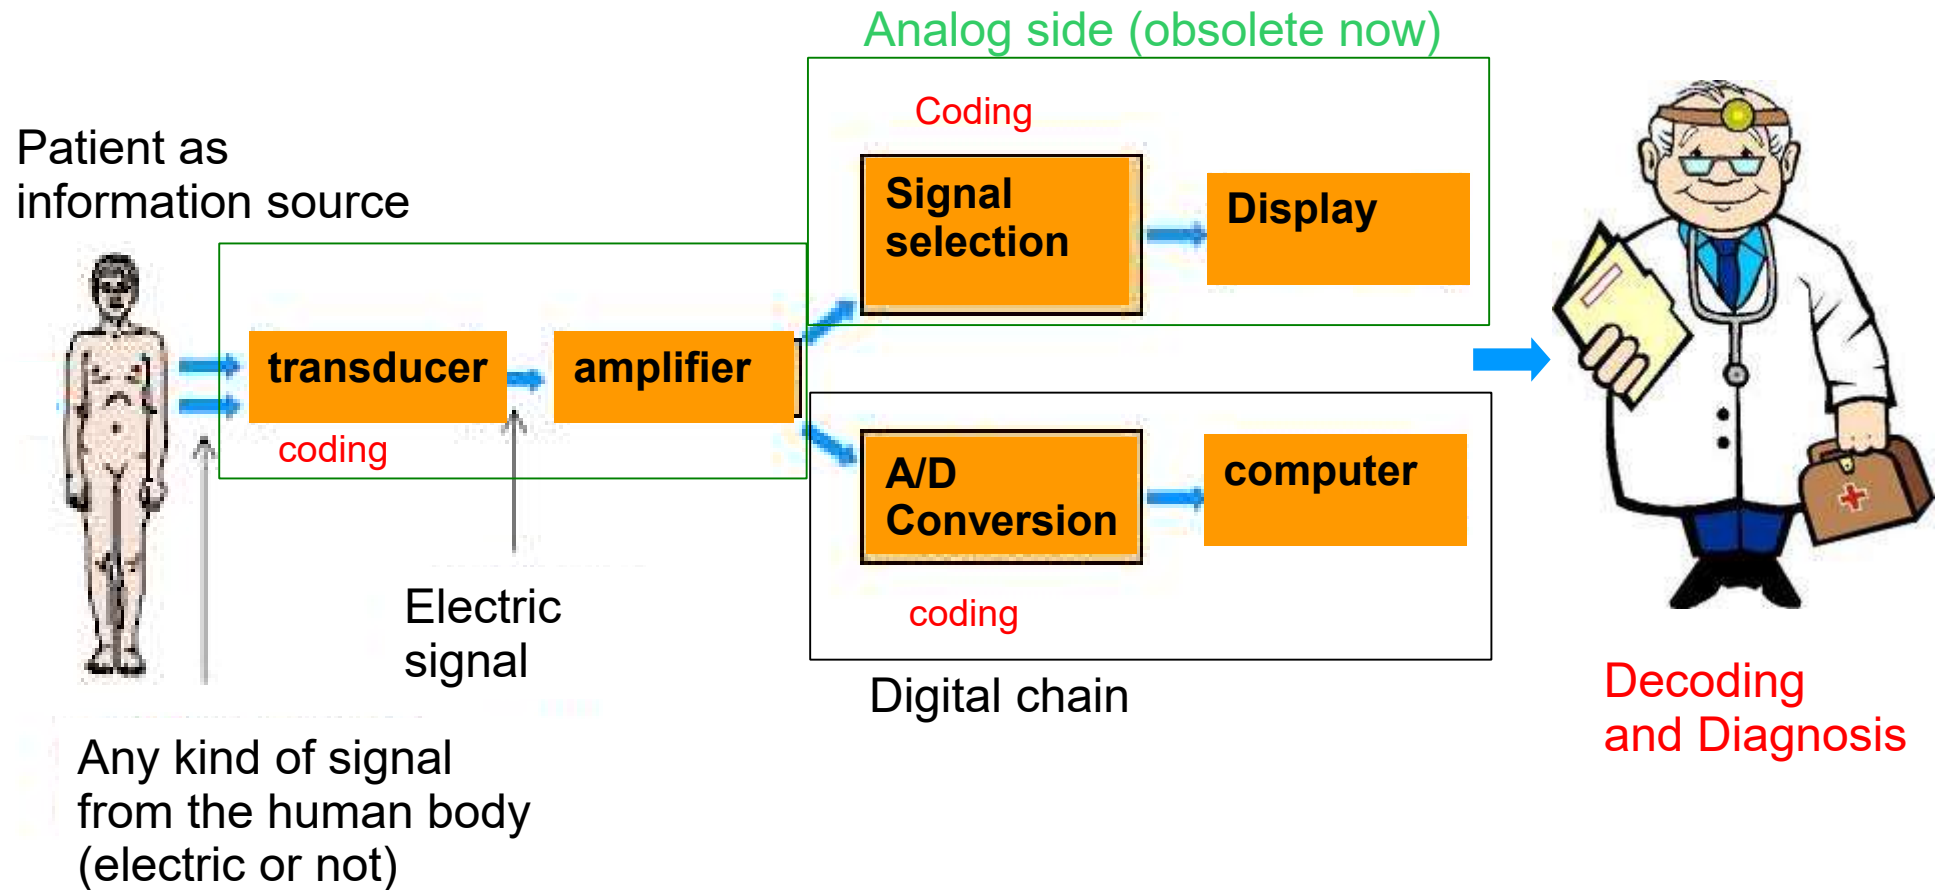 Analog side (obsolete now)
Patient as
information source
Coding
Signal
selection
Display
transducer
amplifier
coding
A/D
Conversion
computer
coding
Electric
signal
Digital chain
Decoding
and Diagnosis
Any kind of signal
from the human body
(electric or not)